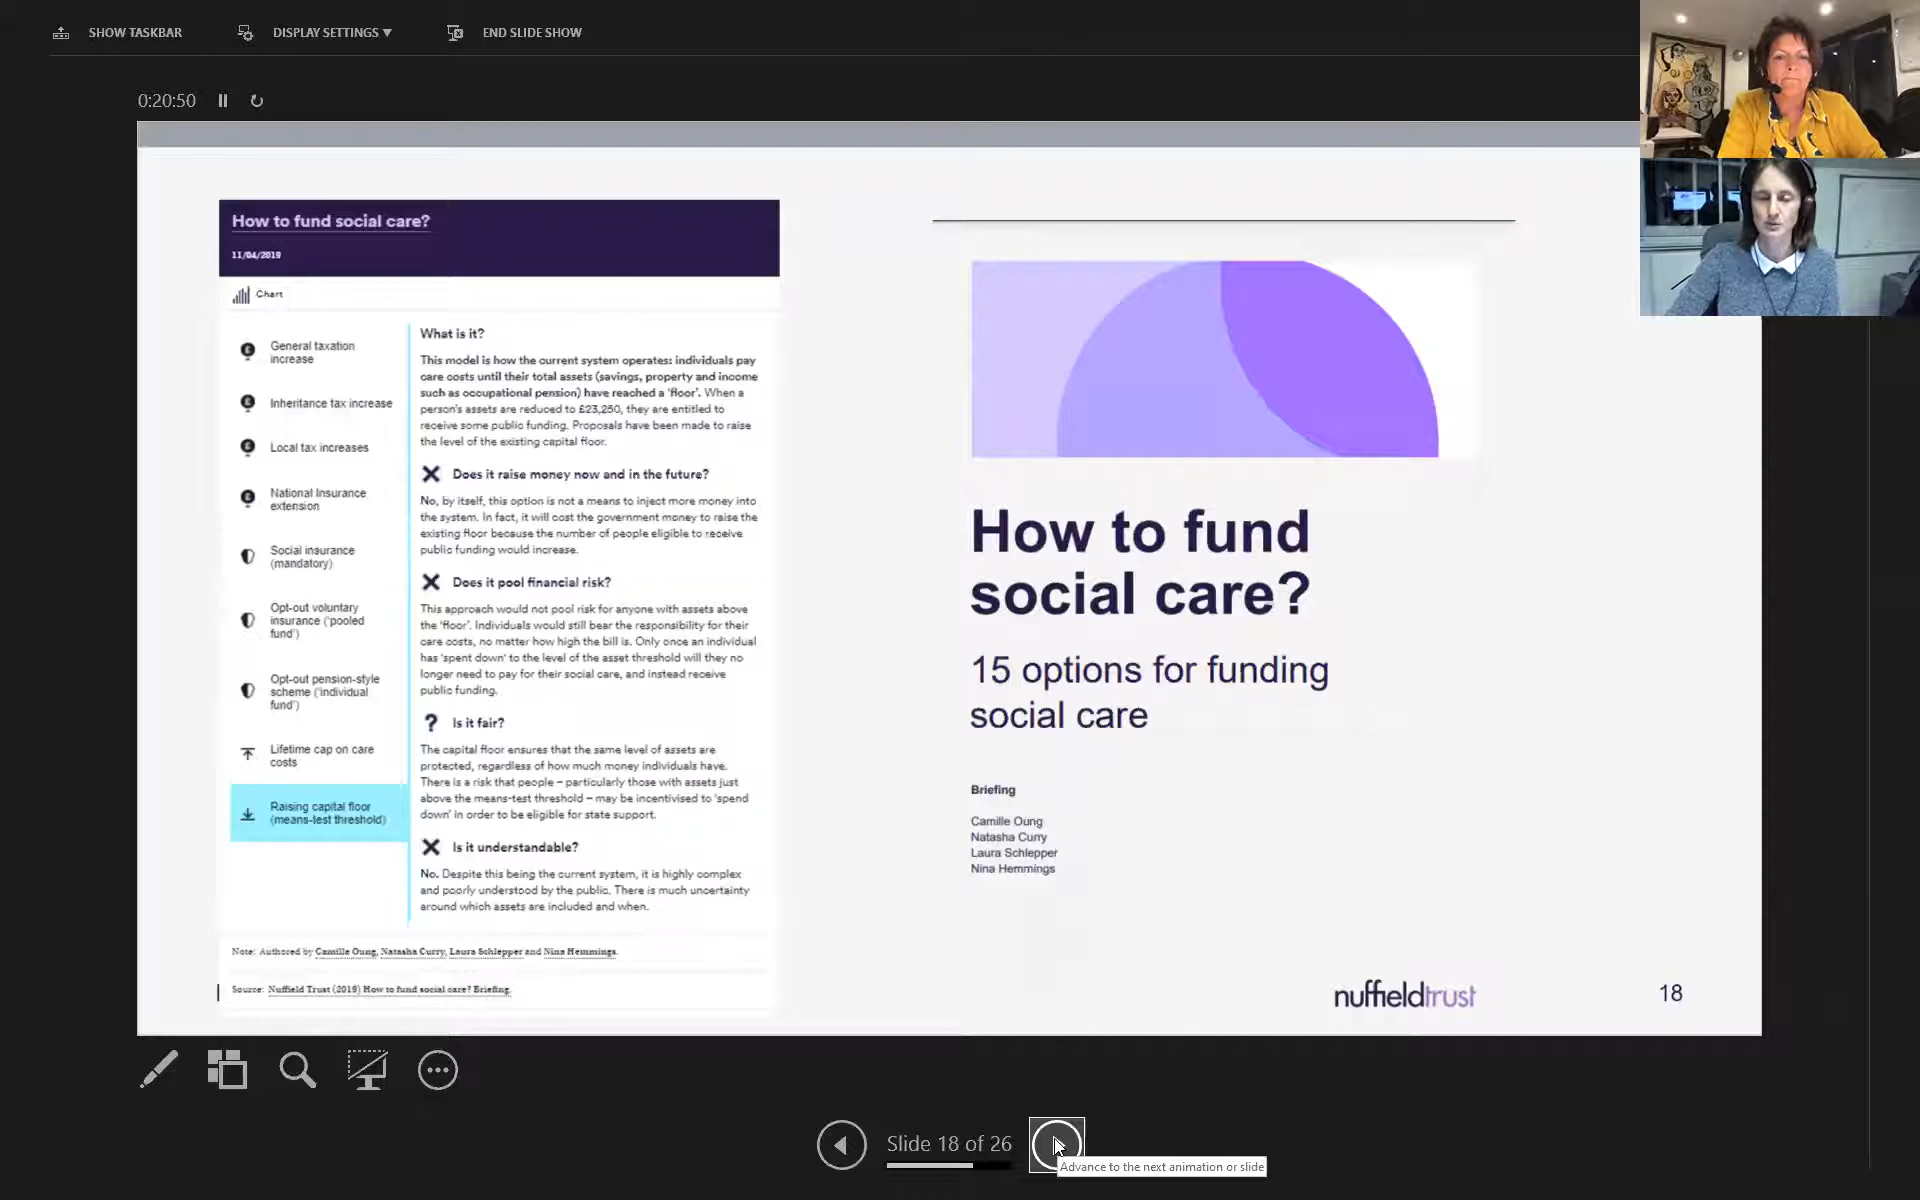 SHOW TASKBAR
DISPLAY SETTINGS ▼
END SLIDE SHOW
0:20:50
How to fund social care?
11/04/2019
Chart
General taxation
increase
Inheritance tax increase
Local tax increases
National Insurance
extension
Social insurance
(mandatory)
Opt-out voluntary
insurance ('pooled
fund')
Opt-out pension-style
scheme ('individual
fund')
Lifetime cap on care
costs
Raising capital floor
(means-test threshold)
What is it?
This model is how the current system operates: individuals pay
care costs until their total assets (savings, property and income
such as occupational pension) have reached a 'floor'. When a
person's assets are reduced to £23,250, they are entitled to
receive some public funding. Proposals have been made to raise
the level of the existing capital floor.
Does it raise money now and in the future?
No, by itself, this option is not a means to inject more money into
the system. In fact, it will cost the government money to raise the
existing floor because the number of people eligible to receive
public funding would increase.
Does it pool financial risk?
This approach would not pool risk for anyone with assets above
the 'floor'. Individuals would still bear the responsibility for their
care costs, no matter how high the bill is. Only once an individual
has 'spent down' to the level of the asset threshold will they no
longer need to pay for their social care, and instead receive
public funding.
? Is it fair?
The capital floor ensures that the same level of assets are
protected, regardless of how much money individuals have.
There is a risk that people – particularly those with assets just
above the means-test threshold – may be incentivised to 'spend
down' in order to be eligible for state support.
Is it understandable?
No. Despite this being the current system, it is highly complex
and poorly understood by the public. There is much uncertainty
around which assets are included and when.
Note: Authored by Camille Oung, Natasha Curry, Laura Schlepper and Nina Hemmings.
Source: Nuffield Trust (2019) How to fund social care? Briefing.
How to fund
social care?
15 options for funding
social care
Briefing
Camille Oung
Natasha Curry
Laura Schlepper
Nina Hemmings
nuffieldtrust
18
Slide 18 of 26
Advance to the next animation or slide